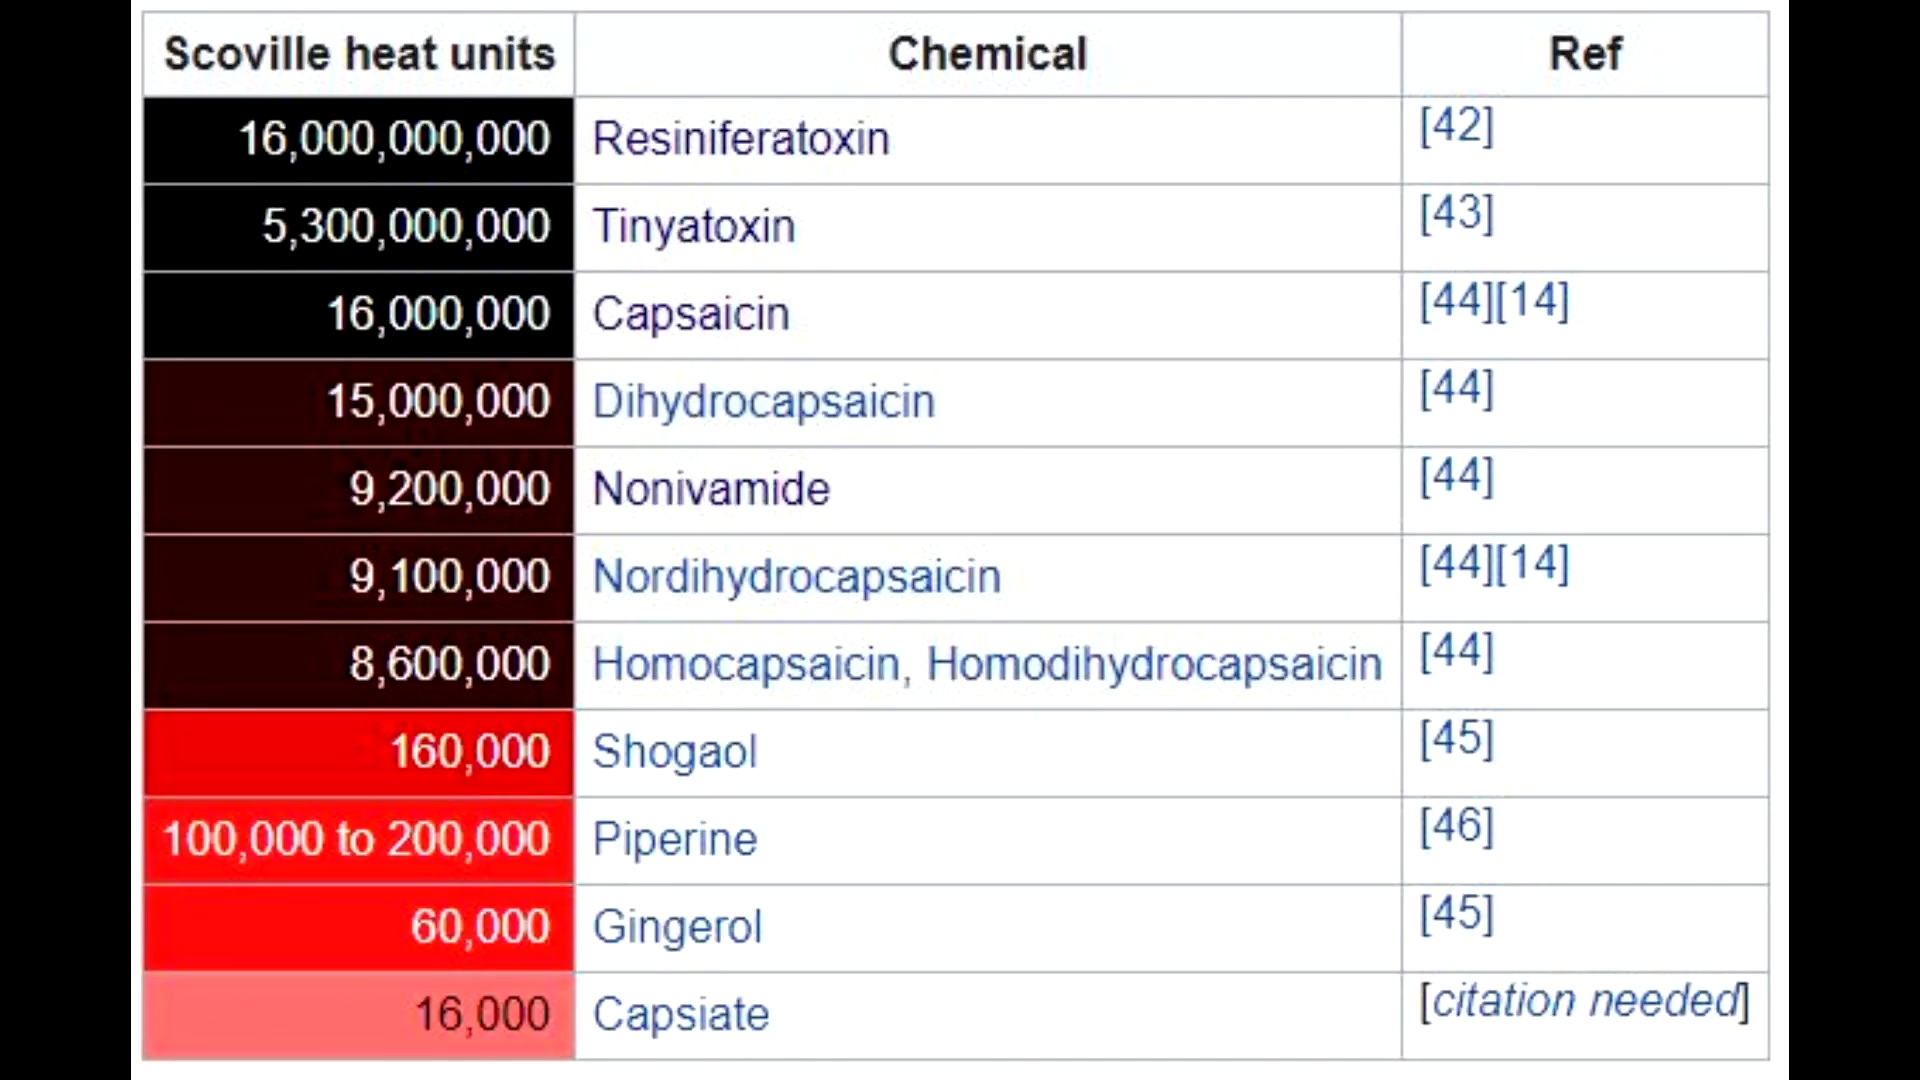 Scoville heat units Chemical Ref
16,000,000,000 Resiniferatoxin [42]
5,300,000,000 Tinyatoxin [43]
16,000,000 Capsaicin [44][14]
15,000,000 Dihydrocapsaicin [44]
9,200,000 Nonivamide [44]
9,100,000 Nordihydrocapsaicin [44][14]
8,600,000 Homocapsaicin, Homodihydrocapsaicin [44]
160,000 Shogaol [45]
100,000 to 200,000 Piperine [46]
60,000 Gingerol [45]
16,000 Capsiate [citation needed]